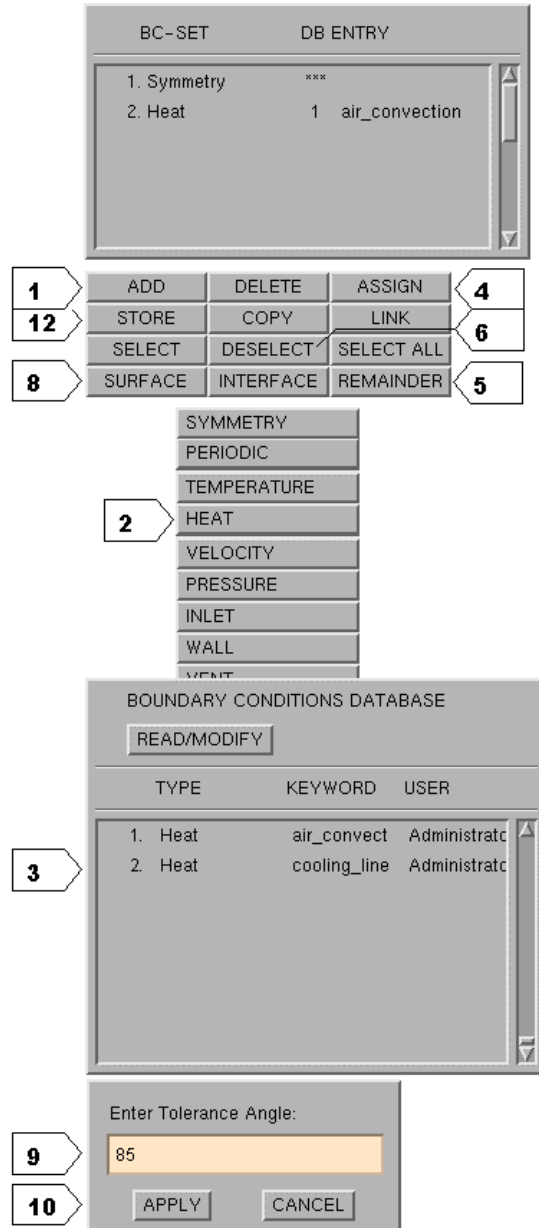 BC-SET DB ENTRY
1. Symmetry ***
2. Heat 1 air_convection
1 ADD DELETE ASSIGN 4
12 STORE COPY LINK
6
SELECT DESELECT SELECT ALL
8 SURFACE INTERFACE REMAINDER 5
SYMMETRY
PERIODIC
TEMPERATURE
2 HEAT
VELOCITY
PRESSURE
INLET
WALL
VENT
BOUNDARY CONDITIONS DATABASE
READ/MODIFY
TYPE KEYWORD USER
1. Heat air_convect Administratc
2. Heat cooling_line Administratc
3
Enter Tolerance Angle:
9 85
10 APPLY CANCEL